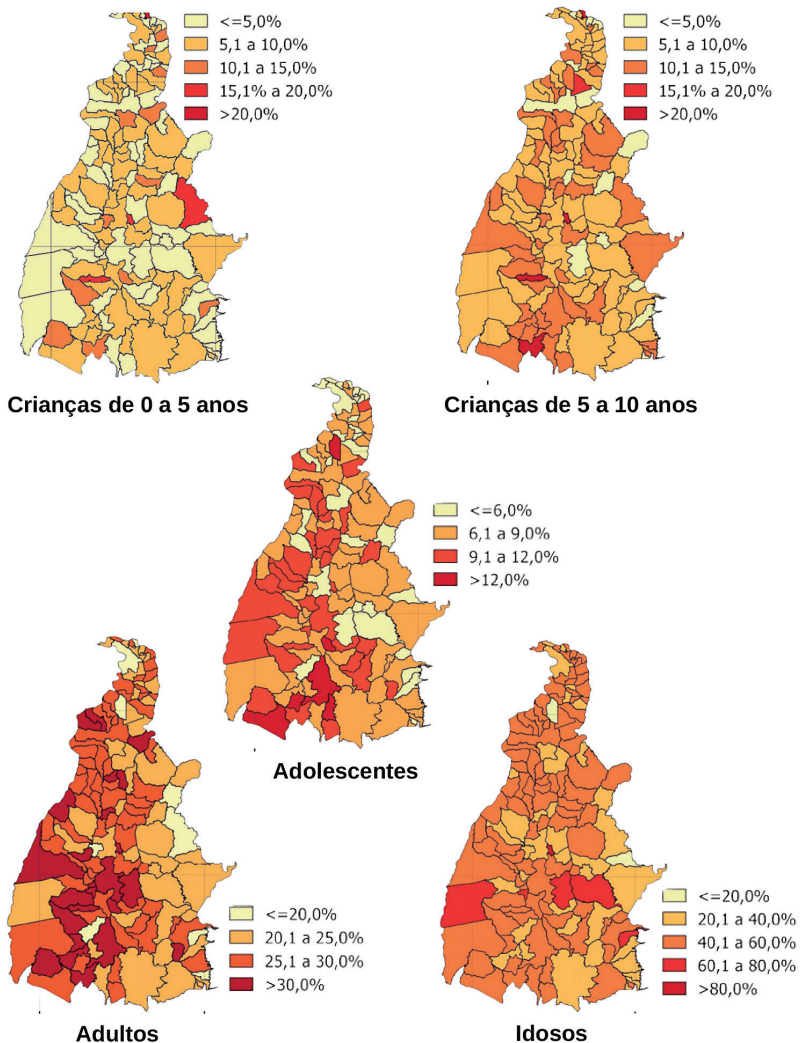 <=5,0%
5,1 a 10,0%
10,1 a 15,0%
15,1% a 20,0%
>20,0%
Crianças de 0 a 5 anos
<=5,0%
5,1 a 10,0%
10,1 a 15,0%
15,1% a 20,0%
>20,0%
Crianças de 5 a 10 anos
<=6,0%
6,1 a 9,0%
9,1 a 12,0%
>12,0%
Adolescentes
<=20,0%
20,1 a 25,0%
25,1 a 30,0%
>30,0%
Adultos
<=20,0%
20,1 a 40,0%
40,1 a 60,0%
60,1 a 80,0%
>80,0%
Idosos